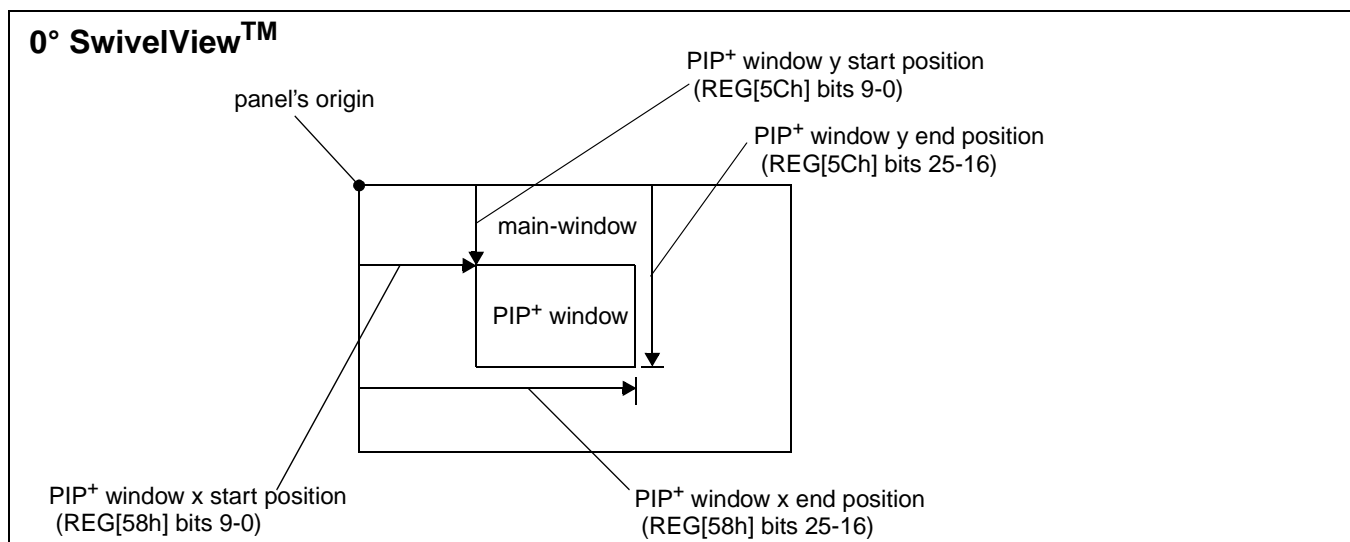 0° SwivelView™
PIP+ window y start position
(REG[5Ch] bits 9-0)
panel's origin
PIP+ window y end position
(REG[5Ch] bits 25-16)
main-window
PIP+ window
PIP+ window x start position
(REG[58h] bits 9-0)
PIP+ window x end position
(REG[58h] bits 25-16)